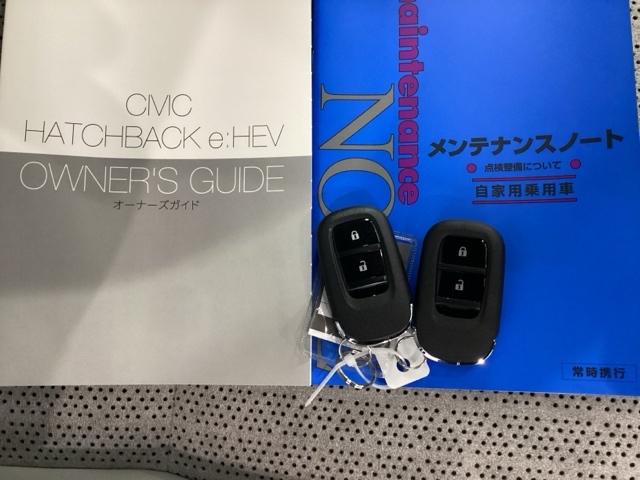 CIVIC
HATCHBACK e:HEV
OWNER'S GUIDE
オーナーズガイド
aintenance
NO
メンテナンスノート
点検整備について
自家用乗用車
常時携行